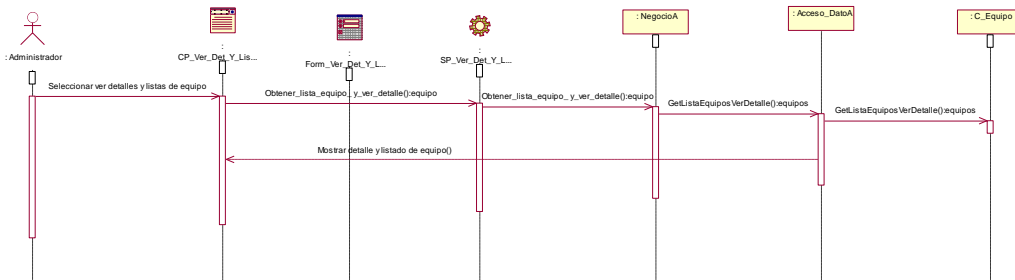 : Administrador
:
CP_Ver_Det_Y_Lis...
:
Form_Ver_Det_Y_L...
:
SP_Ver_Det_Y_L...
: NegocioA
: Acceso_DatoA
: C_Equipo
Seleccionar ver detalles y listas de equipo
Obtener_lista_equipo_ y_ver_detalle():equipo
Obtener_lista_equipo_ y_ver_detalle():equipo
GetListaEquiposVerDetalle():equipos
GetListaEquiposVerDetalle():equipos
Mostrar detalle y listado de equipo()